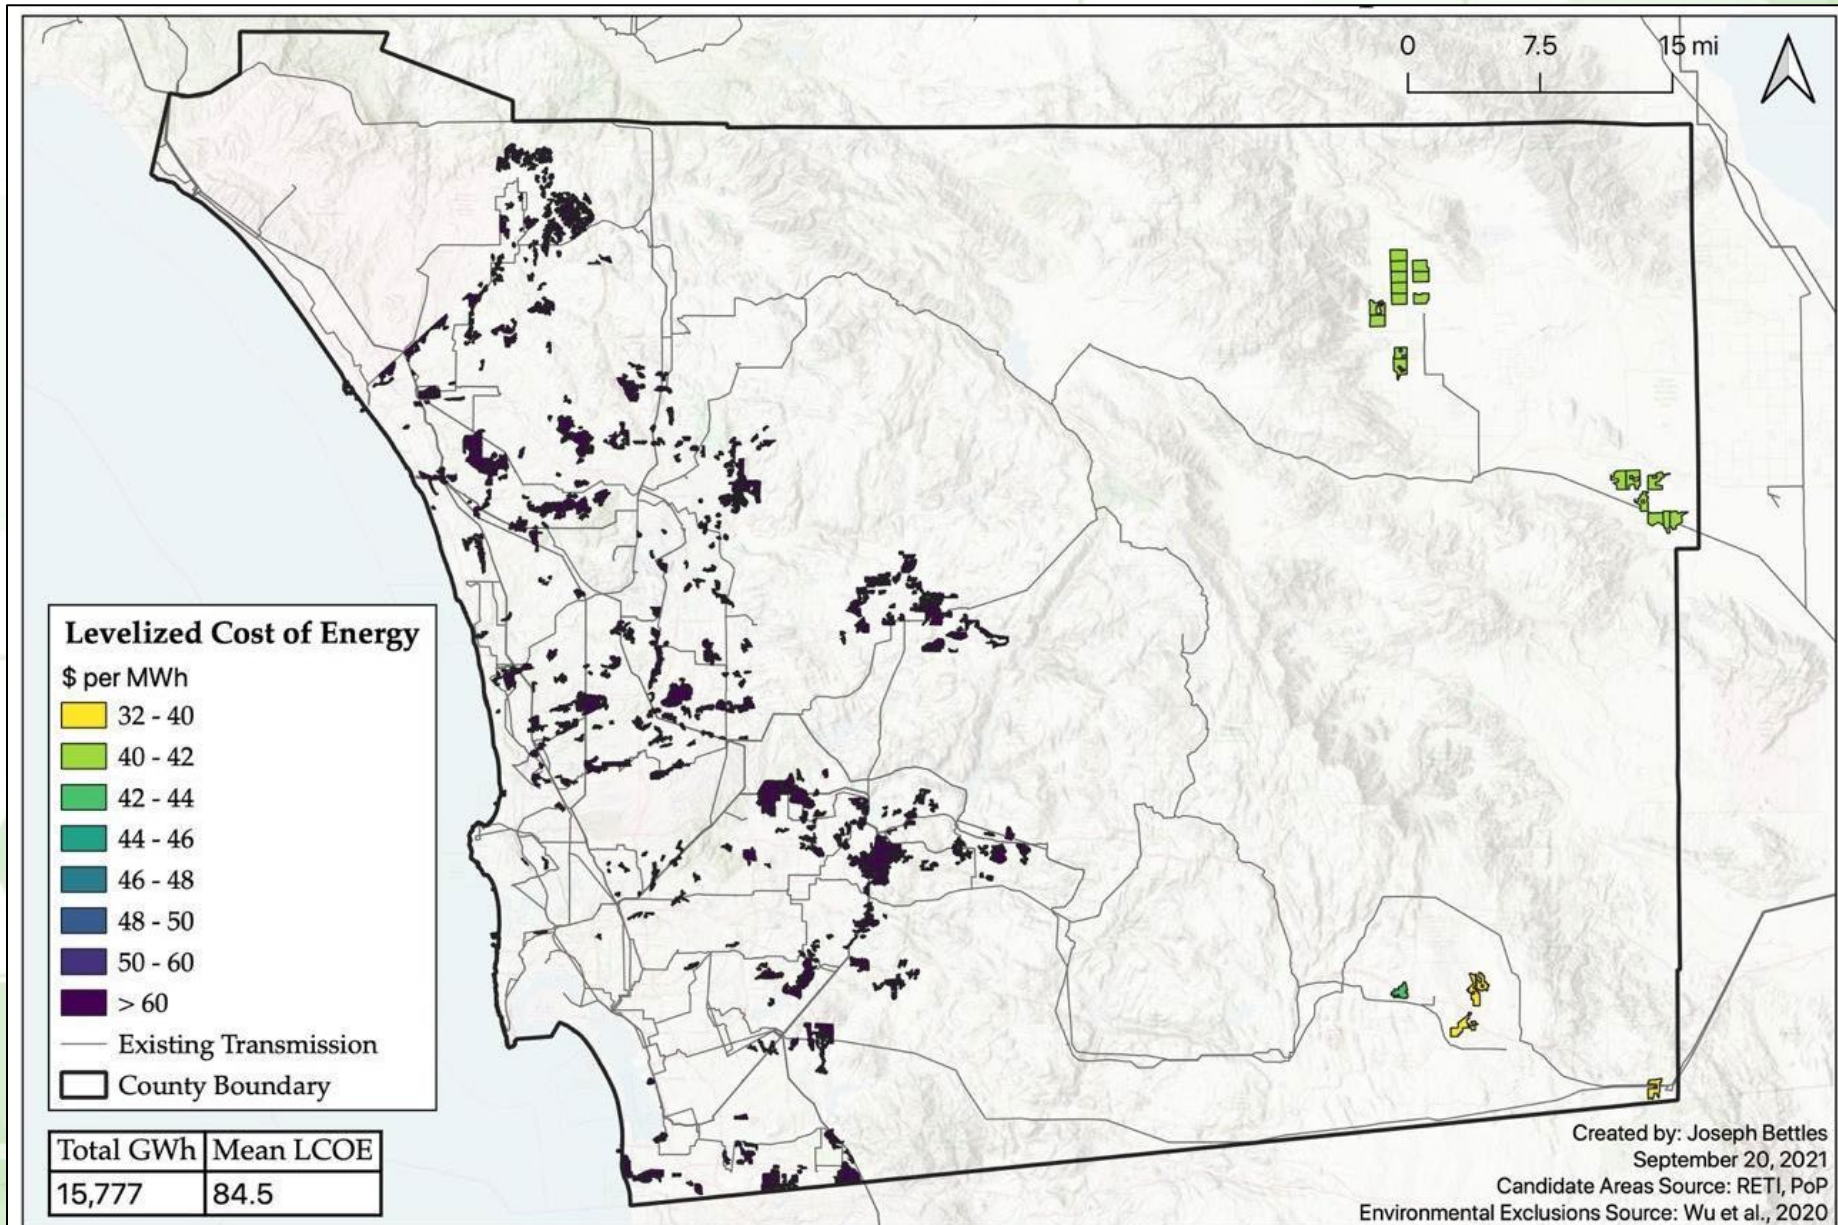 0 7.5 15 mi
Levelized Cost of Energy
$ per MWh
32 - 40
40 - 42
42 - 44
44 - 46
46 - 48
48 - 50
50 - 60
> 60
Existing Transmission
County Boundary
Total GWh Mean LCOE
15,777 84.5
Created by: Joseph Bettles
September 20, 2021
Candidate Areas Source: RETI, PoP
Environmental Exclusions Source: Wu et al., 2020